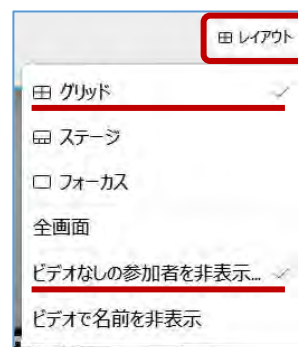 レイアウト
グリッド
ステージ
フォーカス
全画面
ビデオなしの参加者を非表示...
ビデオで名前を非表示